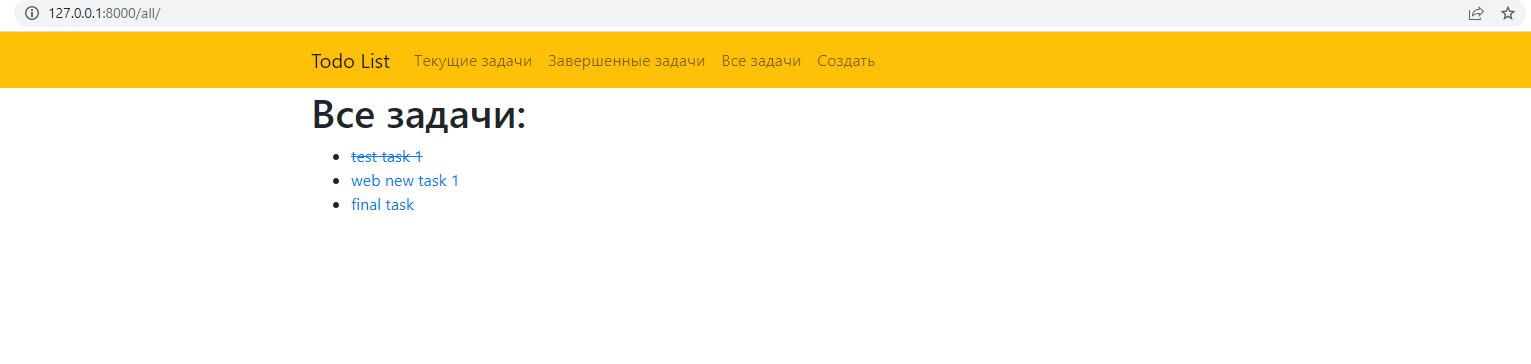 127.0.0.1:8000/all/
Todo List Текущие задачи Завершенные задачи Все задачи Создать
Все задачи:
test task 1
web new task 1
final task